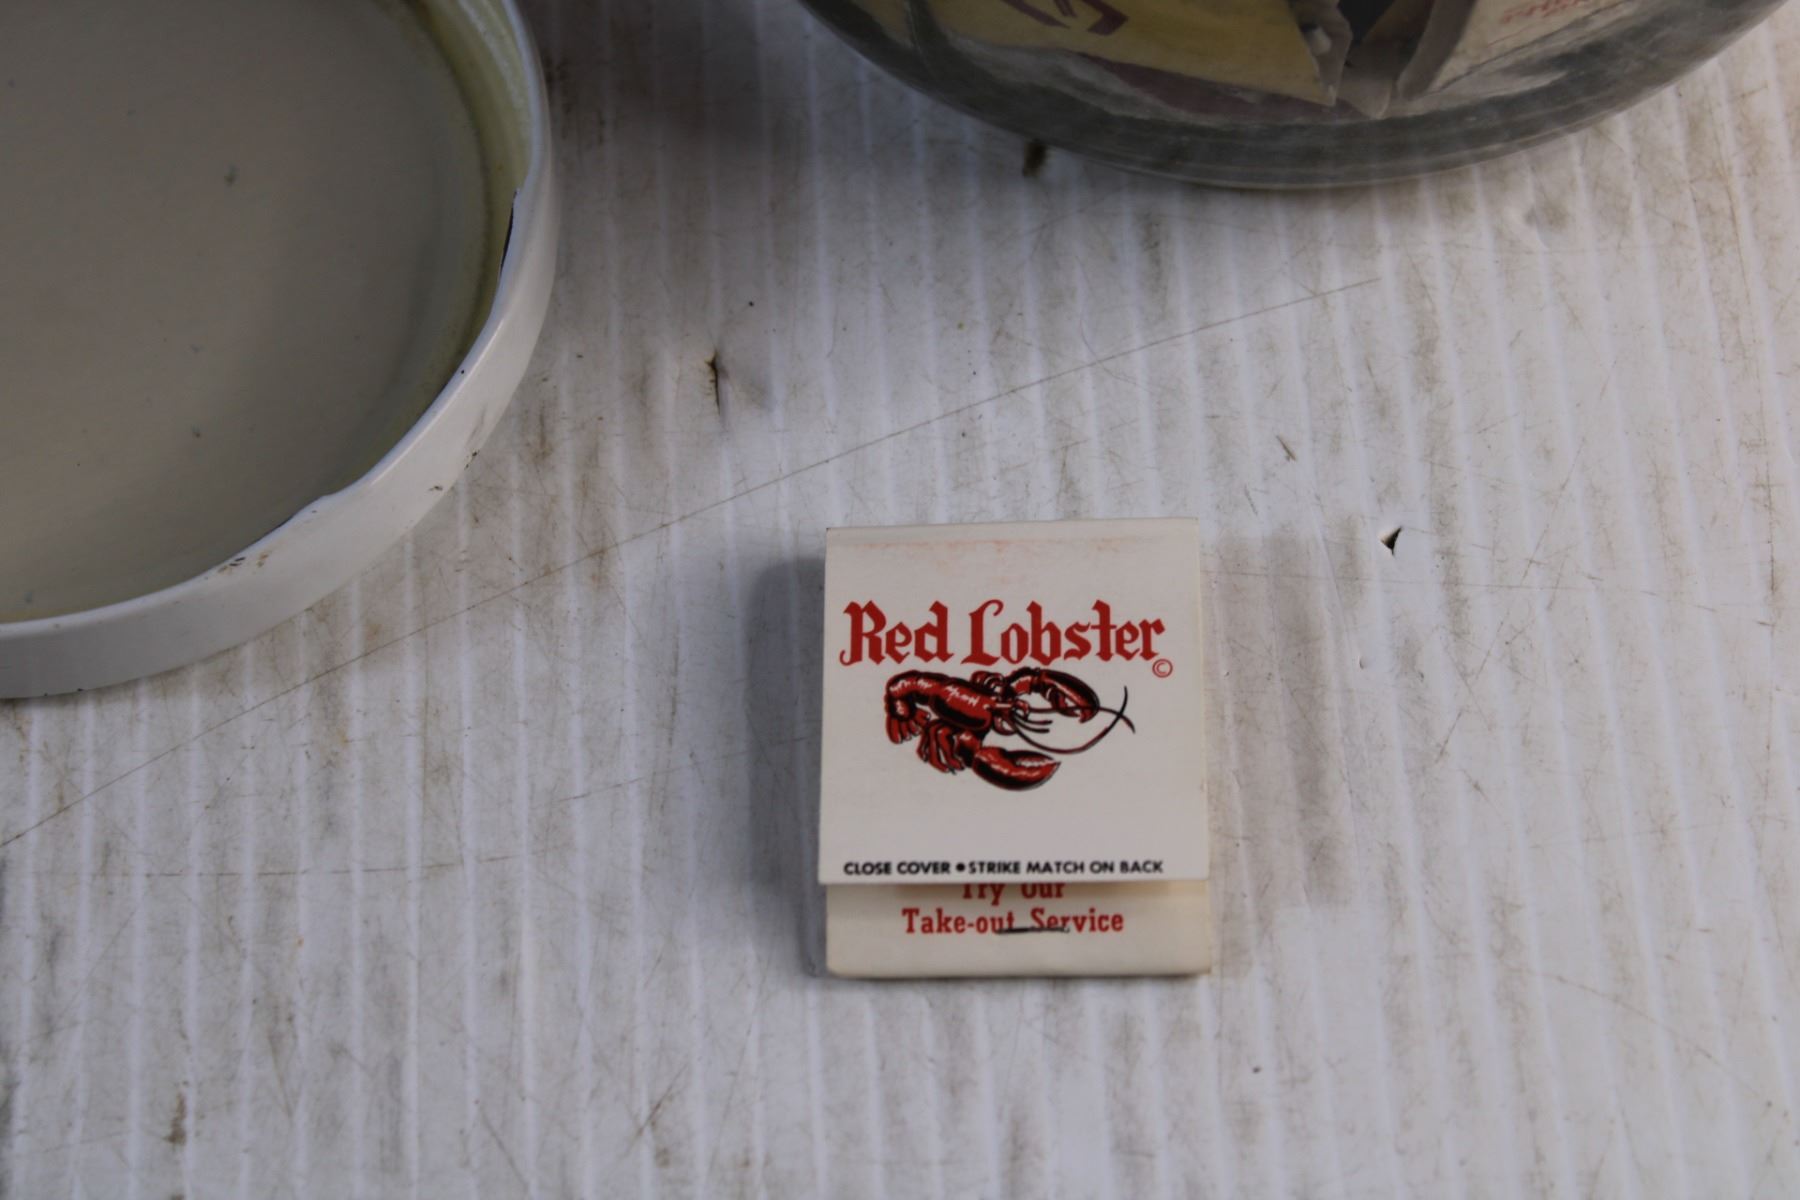 Red Lobster
©
CLOSE COVER • STRIKE MATCH ON BACK
Try Our
Take-out Service